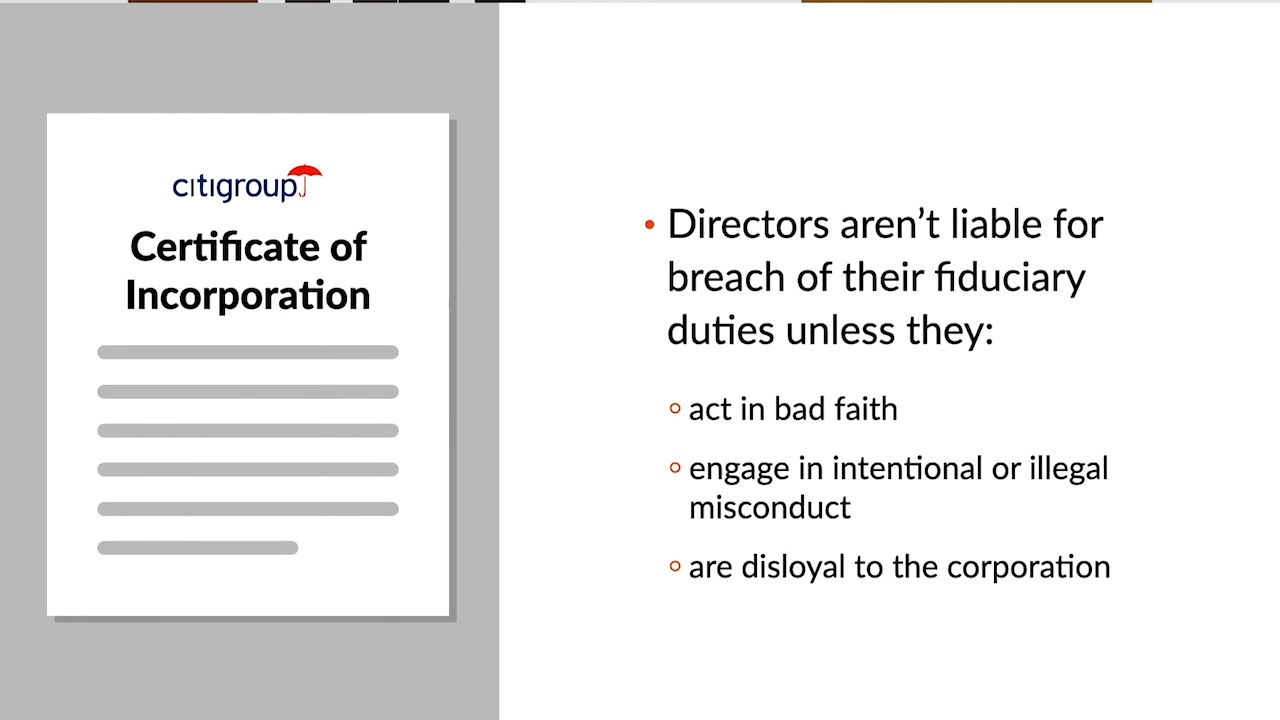 citigroup
Certificate of
Incorporation
• Directors aren’t liable for
breach of their fiduciary
duties unless they:
○ act in bad faith
○ engage in intentional or illegal
misconduct
○ are disloyal to the corporation